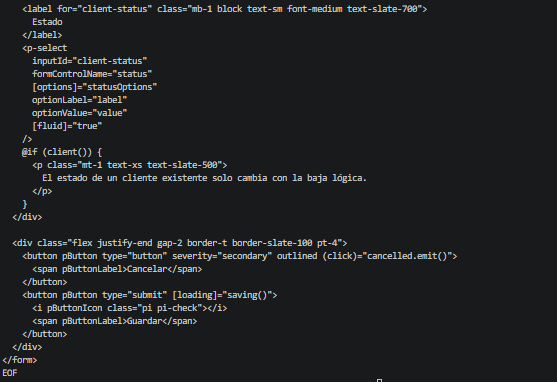 <label for="client-status" class="mb-1 block text-sm font-medium text-slate-700">
Estado
</label>
<p-select
inputId="client-status"
formControlName="status"
[options]="statusOptions"
optionLabel="label"
optionValue="value"
[fluid]="true"
/>
@if (client()) {
<p class="mt-1 text-xs text-slate-500">
El estado de un cliente existente solo cambia con la baja lógica.
</p>
}
</div>
<div class="flex justify-end gap-2 border-t border-slate-100 pt-4">
<button pButton type="button" severity="secondary" outlined (click)="cancelled.emit()">
<span pButtonLabel>Cancelar</span>
</button>
<button pButton type="submit" [loading]="saving()">
<i pButtonIcon class="pi pi-check"></i>
<span pButtonLabel>Guardar</span>
</button>
</div>
</form>
EOF